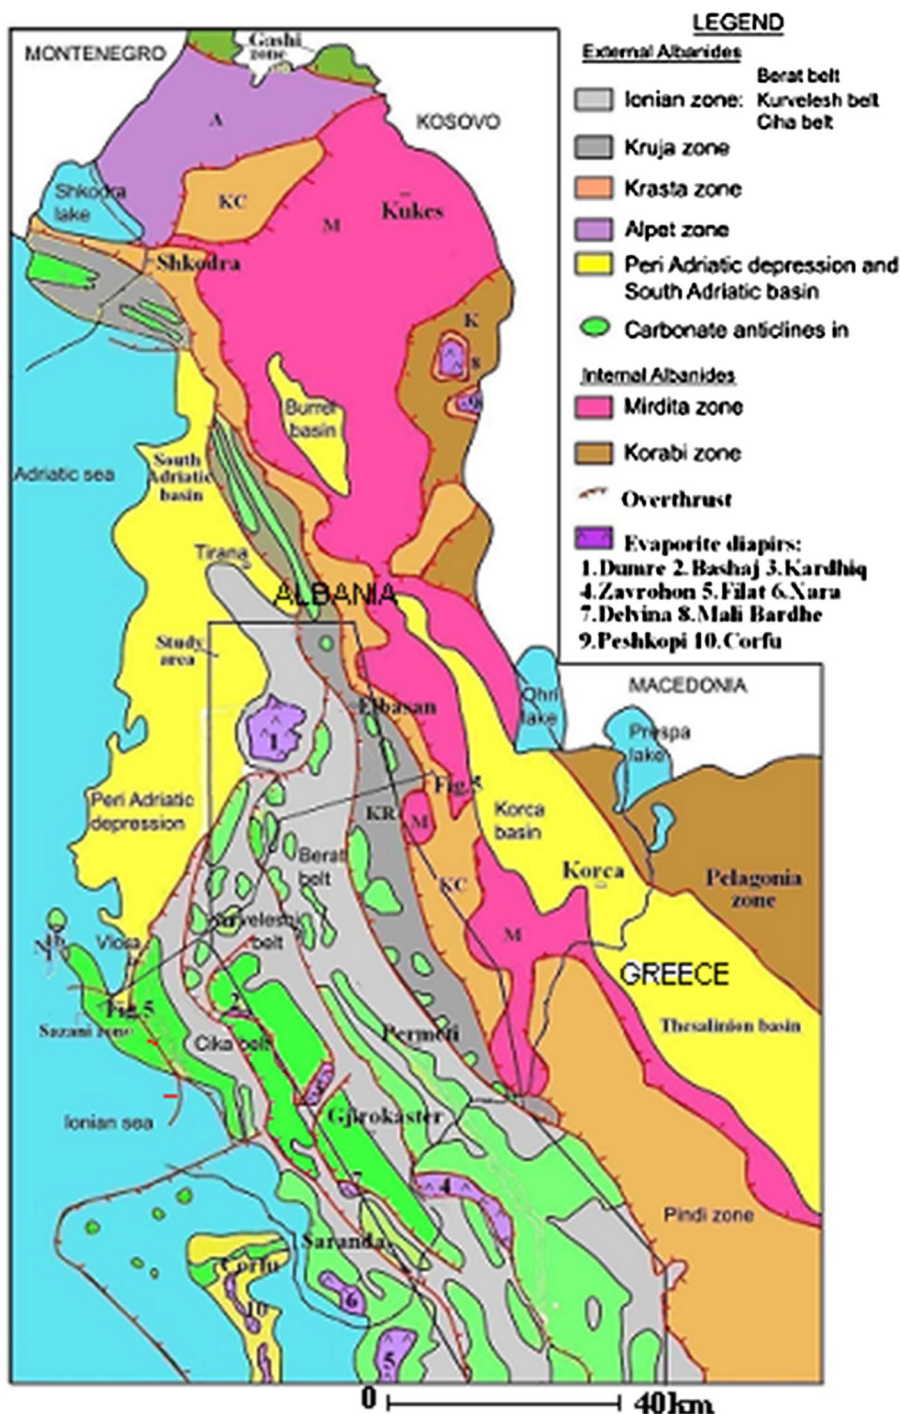 LEGEND
External Albanides
Ionian zone:
Berat belt
Kurvelesh belt
Ciha belt
Kruja zone
Krasta zone
Alpet zone
Peri Adriatic depression and
South Adriatic basin
Carbonate anticlines in
Internal Albanides
Mirdita zone
Korabi zone
Overthrust
Evaporite diapirs:
1.Dumre 2.Bashaj 3.Kardhiq
4.Zavrohon 5.Filat 6.Xara
7.Delvina 8.Mali Bardhe
9.Peshkopi 10.Corfu
MONTENEGRO
Gashi
zone
A
KOSOVO
Shkodra
lake
KC
M
Kukes
Shkodra
K
8
9
Burrel
basin
Adriatic sea
South
Adriatic
basin
Tirana
ALBANIA
Study
area
MACEDONIA
Ohri
lake
Prespa
lake
Elbasan
1
Fig.5
Peri Adriatic
depression
KR
M
Korca
basin
Berat
belt
Korca
KC
Pelagonia
zone
Kurvelesh
belt
Vlosa
M
GREECE
2
Fig.5
Sazani zone
Thesalinion basin
Cika belt
Permeti
Ionian sea
Gjirokaster
7
4
Pindi zone
Saranda
Corfu
6
10
5
0
40km